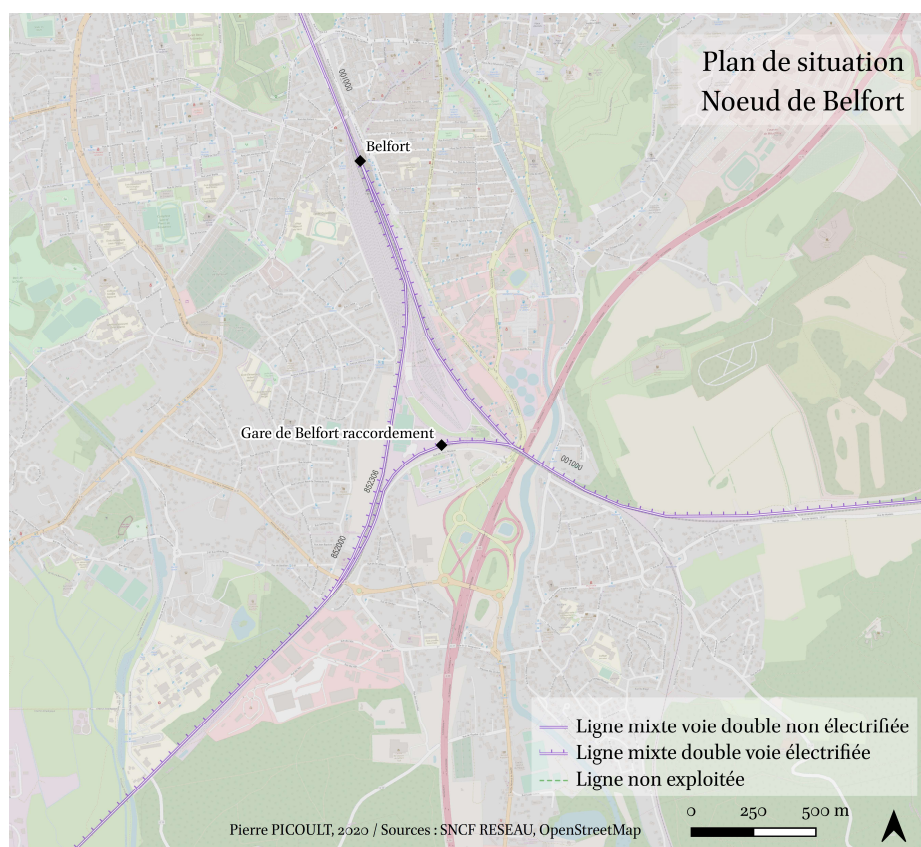 Plan de situation
Noeud de Belfort
001000
Belfort
Gare de Belfort raccordement
001000
852306
852000
Ligne mixte voie double non électrifiée
Ligne mixte double voie électrifiée
Ligne non exploitée
0 250 500 m
Pierre PICOULT, 2020 / Sources : SNCF RESEAU, OpenStreetMap